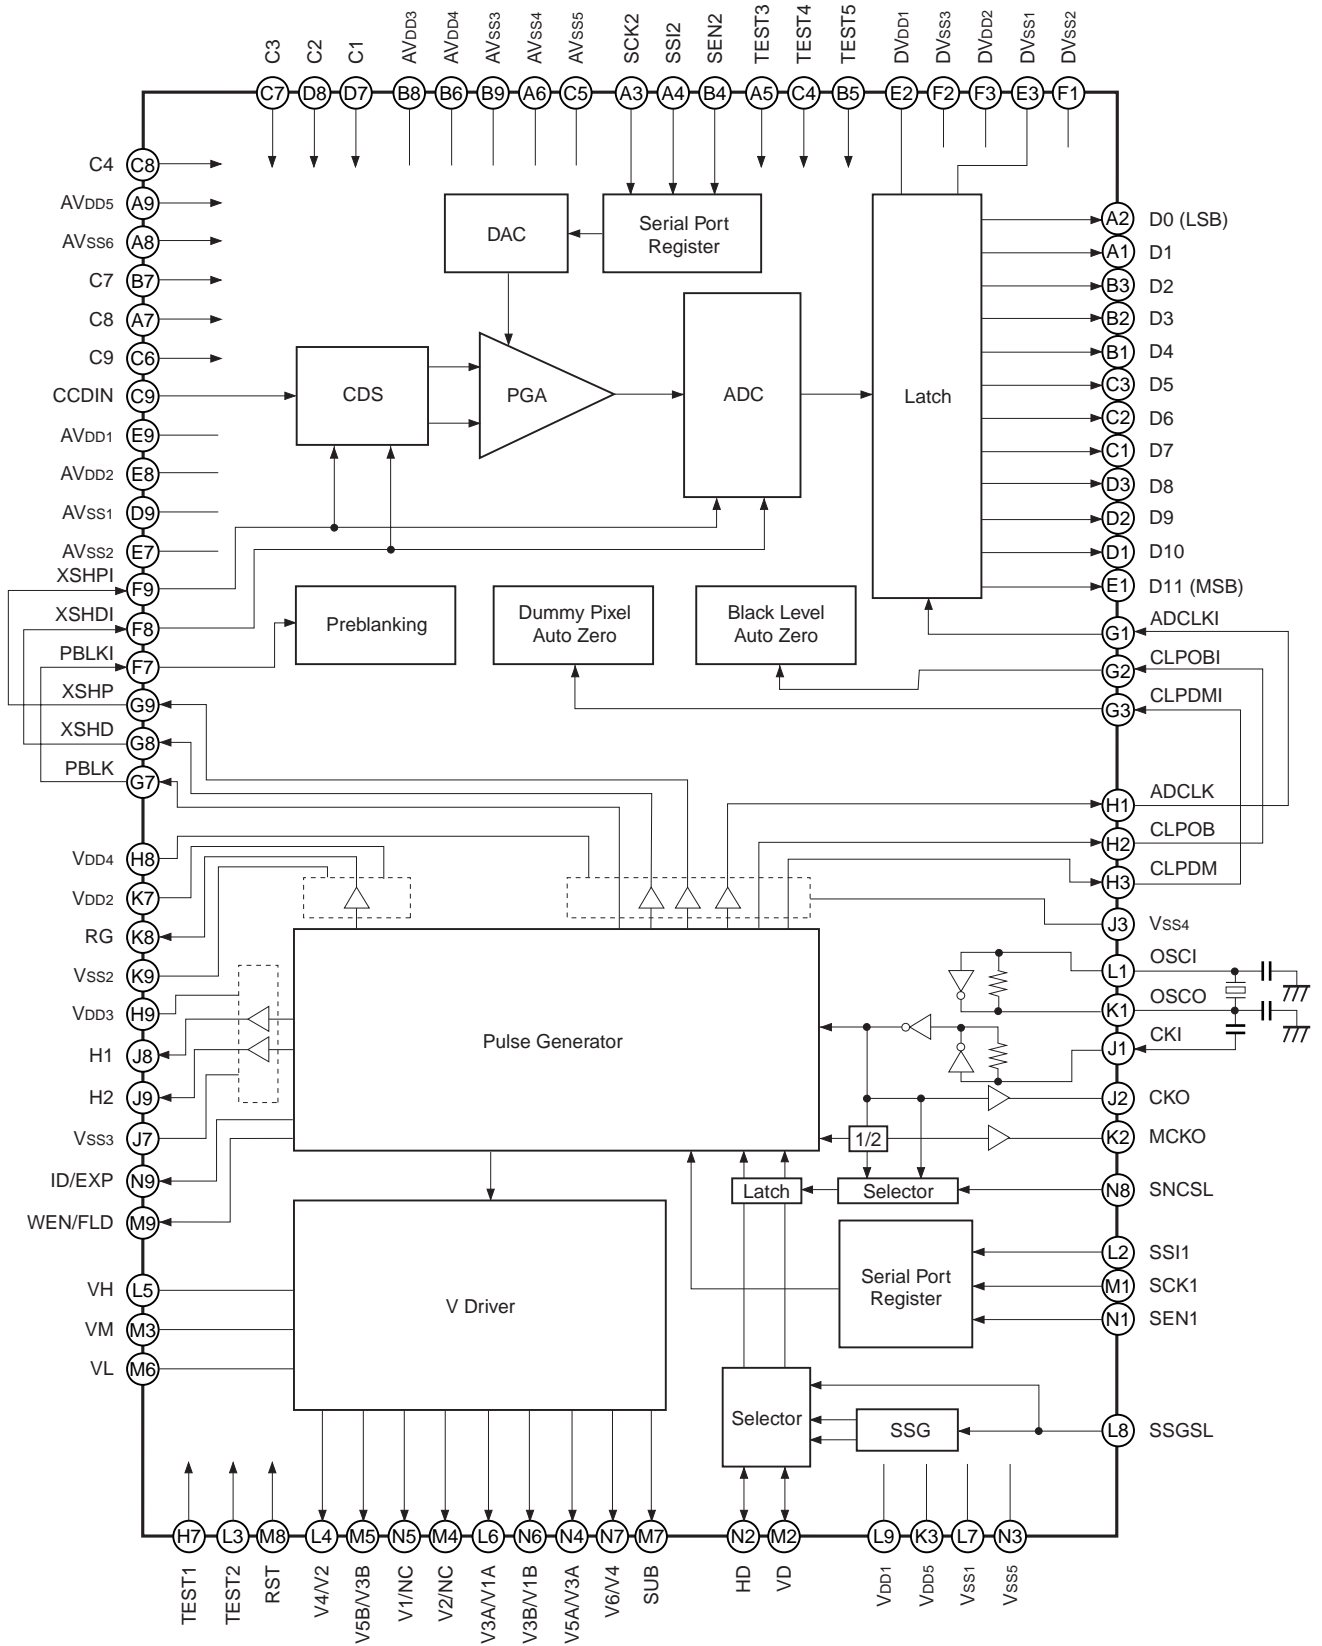 C3 C2 C1 AVDD3 AVDD4 AVSS3 AVSS4 AVSS5 SCK2 SSI2 SEN2 TEST3 TEST4 TEST5 DVDD1 DVSS3 DVDD2 DVSS1 DVSS2
C7 D8 D7 B8 B6 B9 A6 C5 A3 A4 B4 A5 C4 B5 E2 F2 F3 E3 F1
C4 C8
AVDD5 A9
AVSS6 A8
C7 B7
C8 A7
C9 C6
CCDIN C9
AVDD1 E9
AVDD2 E8
AVSS1 D9
AVSS2 E7
XSHPI F9
XSHDI F8
PBLKI F7
XSHP G9
XSHD G8
PBLK G7
VDD4 H8
VDD2 K7
RG K8
VSS2 K9
VDD3 H9
H1 J8
H2 J9
VSS3 J7
ID/EXP N9
WEN/FLD M9
VH L5
VM M3
VL M6
DAC
Serial Port
Register
CDS
PGA
ADC
Latch
Preblanking
Dummy Pixel
Auto Zero
Black Level
Auto Zero
Pulse Generator
1/2
Latch
Selector
V Driver
Serial Port
Register
Selector
SSG
A2 D0 (LSB)
A1 D1
B3 D2
B2 D3
B1 D4
C3 D5
C2 D6
C1 D7
D3 D8
D2 D9
D1 D10
E1 D11 (MSB)
G1 ADCLKI
G2 CLPOBI
G3 CLPDMI
H1 ADCLK
H2 CLPOB
H3 CLPDM
J3 VSS4
L1 OSCI
K1 OSCO
J1 CKI
J2 CKO
K2 MCKO
N8 SNCSL
L2 SSI1
M1 SCK1
N1 SEN1
L8 SSGSL
H7 L3 M8 L4 M5 N5 M4 L6 N6 N4 N7 M7 N2 M2 L9 K3 L7 N3
TEST1 TEST2 RST V4/V2 V5B/V3B V1/NC V2/NC V3A/V1A V3B/V1B V5A/V3A V6/V4 SUB HD VD VDD1 VDD5 VSS1 VSS5